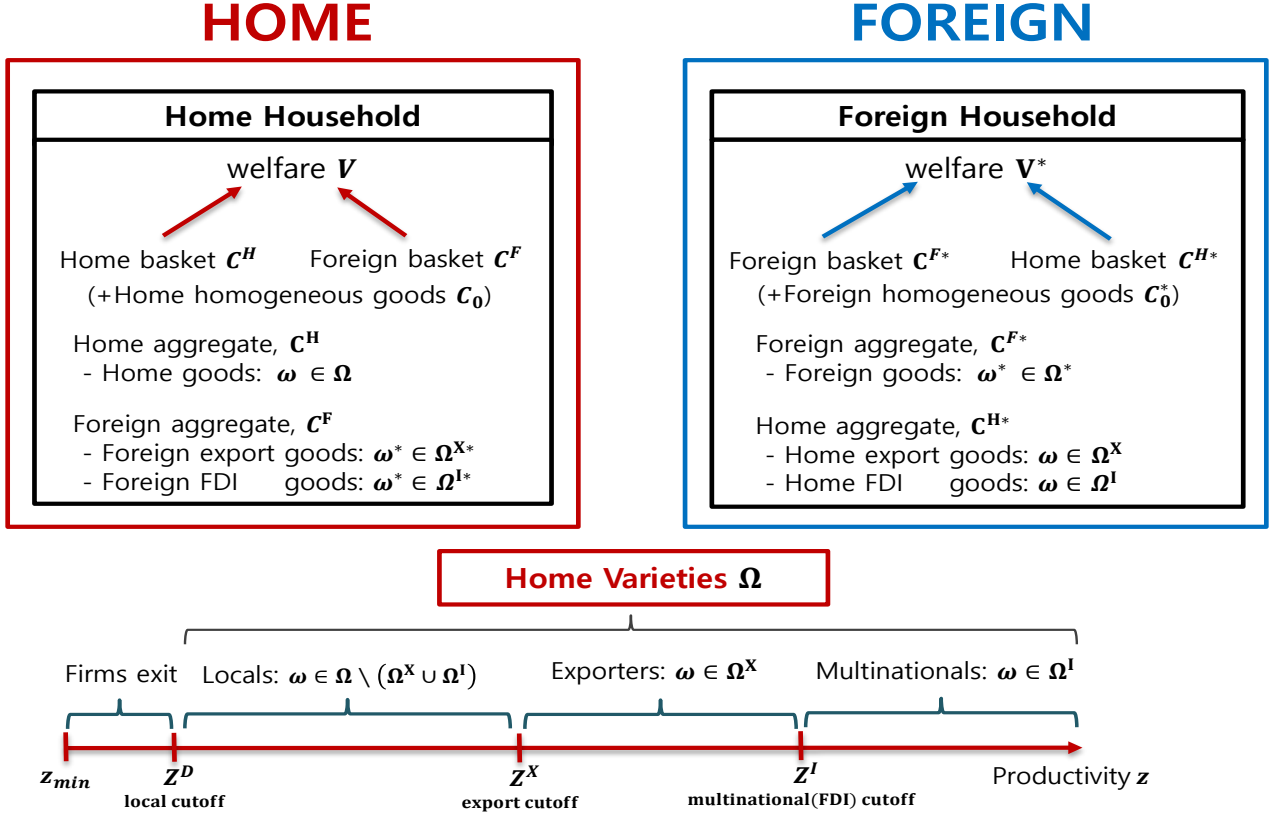 HOME
Home Household
welfare V
Home basket C^H Foreign basket C^F
(+Home homogeneous goods C_0)
Home aggregate, C^H
- Home goods: ω ∈ Ω
Foreign aggregate, C^F
- Foreign export goods: ω* ∈ Ω^X*
- Foreign FDI goods: ω* ∈ Ω^I*
FOREIGN
Foreign Household
welfare V*
Foreign basket C^F* Home basket C^H*
(+Foreign homogeneous goods C_0^*)
Foreign aggregate, C^F*
- Foreign goods: ω* ∈ Ω*
Home aggregate, C^H*
- Home export goods: ω ∈ Ω^X
- Home FDI goods: ω ∈ Ω^I
Home Varieties Ω
Firms exit Locals: ω ∈ Ω \ (Ω^X ∪ Ω^I) Exporters: ω ∈ Ω^X Multinationals: ω ∈ Ω^I
z_min Z^D Z^X Z^I Productivity z
local cutoff export cutoff multinational(FDI) cutoff